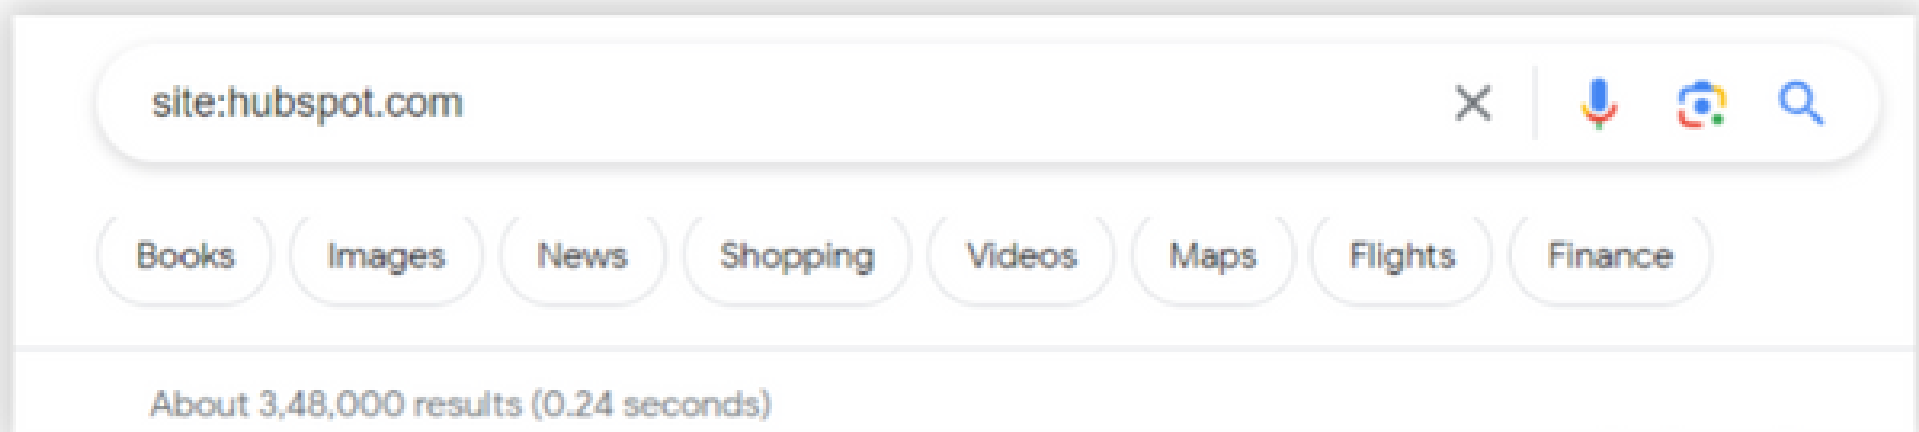 site:hubspot.com
Books Images News Shopping Videos Maps Flights Finance
About 3,48,000 results (0.24 seconds)